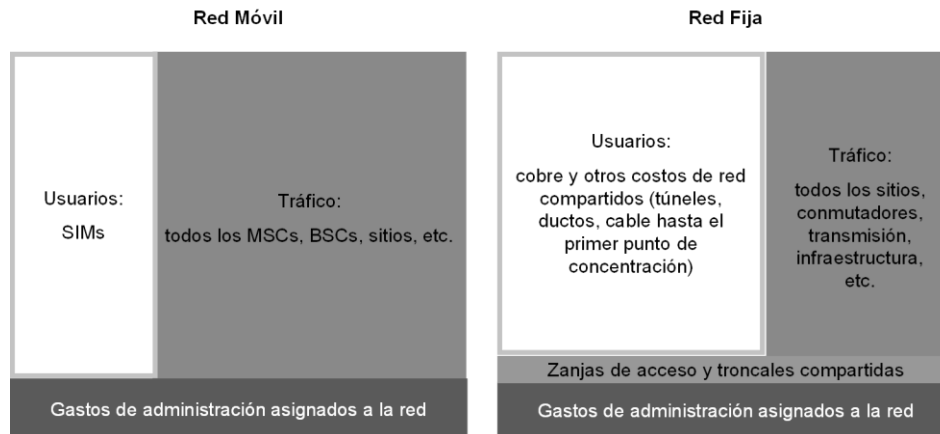 Red Móvil
Usuarios:
SIMs
Tráfico:
todos los MSCs, BSCs, sitios, etc.
Gastos de administración asignados a la red
Red Fija
Usuarios:
cobre y otros costos de red
compartidos (túneles,
ductos, cable hasta el
primer punto de
concentración)
Tráfico:
todos los sitios,
conmutadores,
transmisión,
infraestructura,
etc.
Zanjas de acceso y troncales compartidas
Gastos de administración asignados a la red